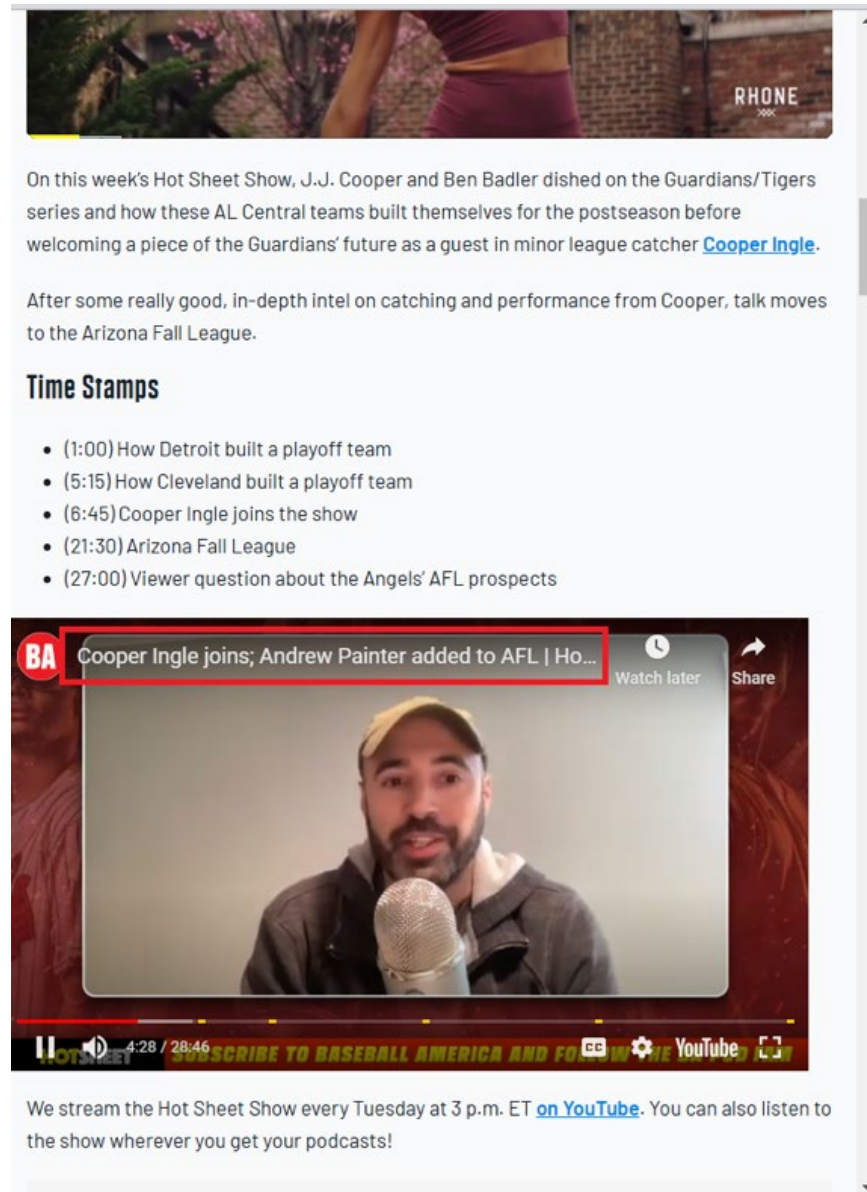 RHONE
On this week's Hot Sheet Show, J.J. Cooper and Ben Badler dished on the Guardians/Tigers
series and how these AL Central teams built themselves for the postseason before
welcoming a piece of the Guardians' future as a guest in minor league catcher Cooper Ingle.
After some really good, in-depth intel on catching and performance from Cooper, talk moves
to the Arizona Fall League.
Time Stamps
• (1:00) How Detroit built a playoff team
• (5:15) How Cleveland built a playoff team
• (6:45) Cooper Ingle joins the show
• (21:30) Arizona Fall League
• (27:00) Viewer question about the Angels' AFL prospects
BA Cooper Ingle joins; Andrew Painter added to AFL | Ho...
Watch later Share
4:28 / 28:46 CC YouTube
HOT SHEET SUBSCRIBE TO BASEBALL AMERICA AND
We stream the Hot Sheet Show every Tuesday at 3 p.m. ET on YouTube. You can also listen to
the show wherever you get your podcasts!